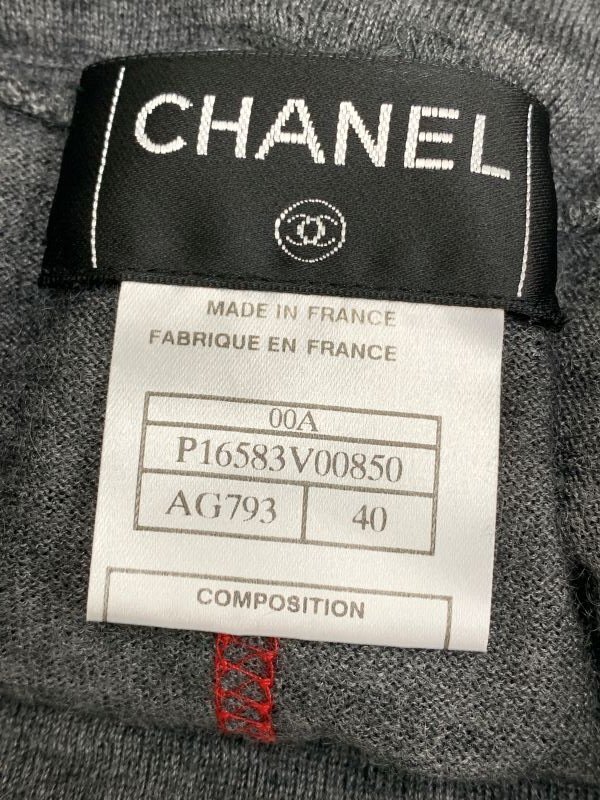 CHANEL
MADE IN FRANCE
FABRIQUE EN FRANCE
00A
P16583V00850
AG793 40
COMPOSITION